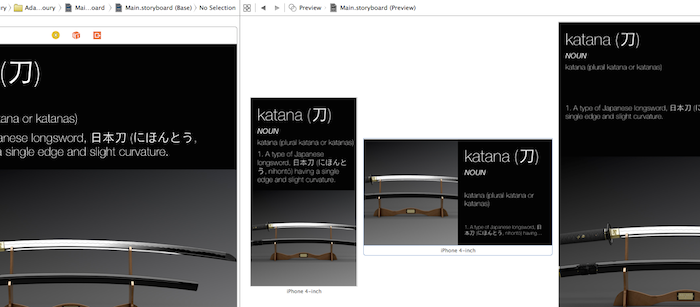 ry
Ada...oury
Mai...oard
Main.storyboard (Base)
No Selection
Preview
Main.storyboard (Preview)
(刀)
tana or katanas)
anese longsword, 日本刀 (にほんとう,
a single edge and slight curvature.
katana (刀)
NOUN
katana (plural katana or katanas)
1. A type of Japanese
longsword, 日本刀 (にほんと
う, nihontō) having a single
edge and slight curvature.
iPhone 4-inch
katana (刀)
NOUN
katana (plural katana or
katanas)
1. A type of Japanese longsword, 日本
刀 (にほんとう, nihontō) having...
iPhone 4-inch
katana (刀)
NOUN
katana (plural katana or katanas)
1. A type of Japanese longsword, 日本刀 (にほんとう
single edge and slight curvature.